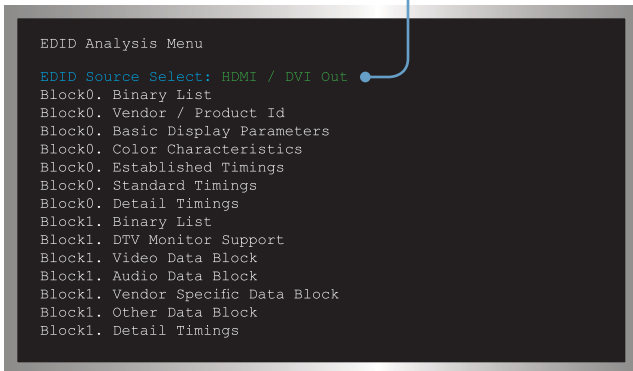 EDID Analysis Menu
EDID Source Select: HDMI / DVI Out
Block0. Binary List
Block0. Vendor / Product Id
Block0. Basic Display Parameters
Block0. Color Characteristics
Block0. Established Timings
Block0. Standard Timings
Block0. Detail Timings
Block1. Binary List
Block1. DTV Monitor Support
Block1. Video Data Block
Block1. Audio Data Block
Block1. Vendor Specific Data Block
Block1. Other Data Block
Block1. Detail Timings